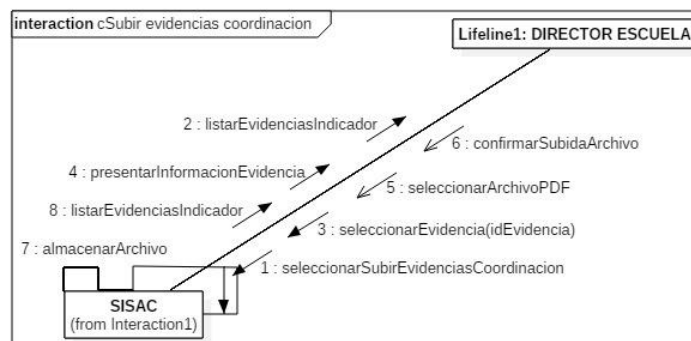 interaction cSubir evidencias coordinacion
Lifeline1: DIRECTOR ESCUELA
2 : listarEvidenciasIndicador
6 : confirmarSubidaArchivo
4 : presentarInformacionEvidencia
5 : seleccionarArchivoPDF
8 : listarEvidenciasIndicador
3 : seleccionarEvidencia(idEvidencia)
7 : almacenarArchivo
1 : seleccionarSubirEvidenciasCoordinacion
SISAC
(from Interaction1)